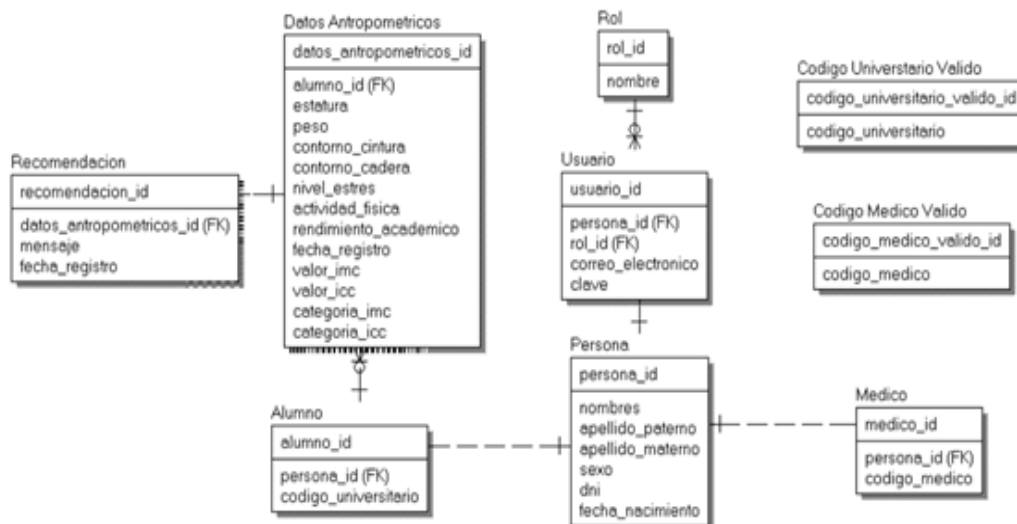 Datos Antropometricos
datos_antropometricos_id
alumno_id (FK)
estatura
peso
contorno_cintura
contorno_cadera
nivel_estres
actividad_fisica
rendimiento_academico
fecha_registro
valor_imc
valor_icc
categoria_imc
categoria_icc
Rol
rol_id
nombre
Codigo Universtario Valido
codigo_universitario_valido_id
codigo_universitario
Recomendacion
recomendacion_id
datos_antropometricos_id (FK)
mensaje
fecha_registro
Usuario
usuario_id
persona_id (FK)
rol_id (FK)
correo_electronico
clave
Codigo Medico Valido
codigo_medico_valido_id
codigo_medico
Alumno
alumno_id
persona_id (FK)
codigo_universitario
Persona
persona_id
nombres
apellido_paterno
apellido_materno
sexo
dni
fecha_nacimiento
Medico
medico_id
persona_id (FK)
codigo_medico